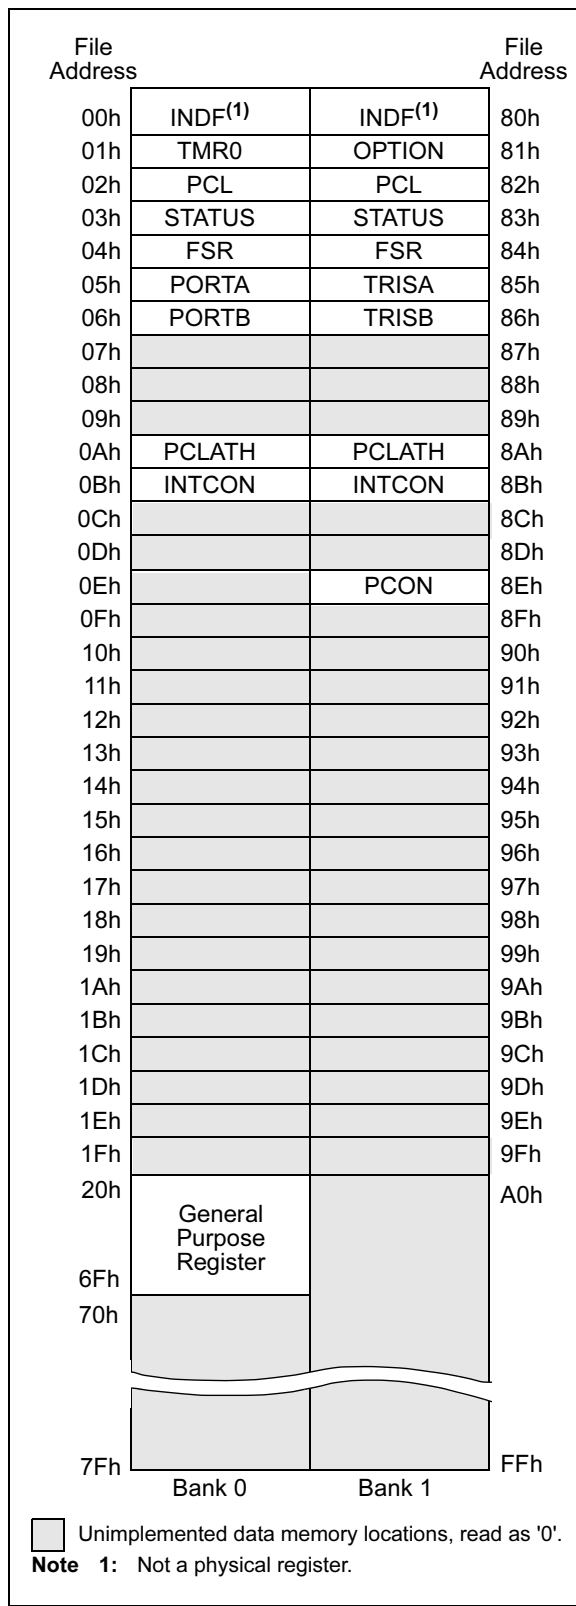 File Address File Address
00h INDF(1) INDF(1) 80h
01h TMR0 OPTION 81h
02h PCL PCL 82h
03h STATUS STATUS 83h
04h FSR FSR 84h
05h PORTA TRISA 85h
06h PORTB TRISB 86h
07h 87h
08h 88h
09h 89h
0Ah PCLATH PCLATH 8Ah
0Bh INTCON INTCON 8Bh
0Ch 8Ch
0Dh 8Dh
0Eh PCON 8Eh
0Fh 8Fh
10h 90h
11h 91h
12h 92h
13h 93h
14h 94h
15h 95h
16h 96h
17h 97h
18h 98h
19h 99h
1Ah 9Ah
1Bh 9Bh
1Ch 9Ch
1Dh 9Dh
1Eh 9Eh
1Fh 9Fh
20h A0h
General
Purpose
Register
6Fh
70h
7Fh FFh
Bank 0 Bank 1
Unimplemented data memory locations, read as '0'.
Note 1: Not a physical register.